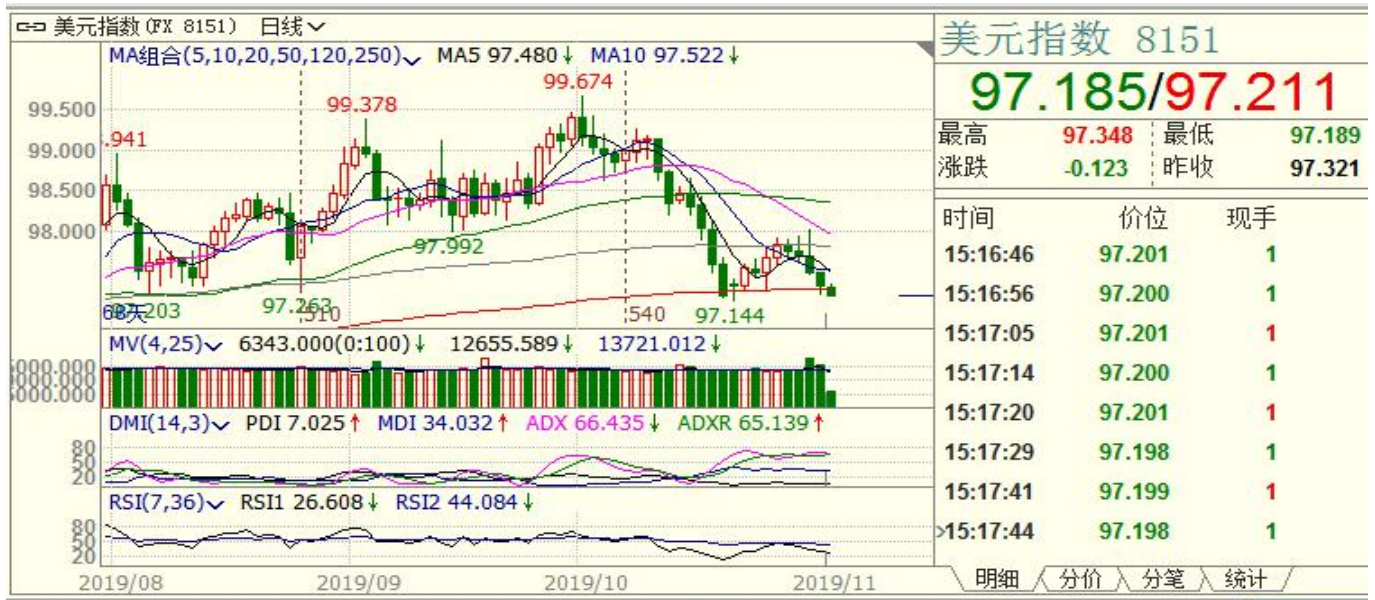 美元指数(FX 8151) 日线
MA组合(5,10,20,50,120,250) MA5 97.480↓ MA10 97.522↓
99.674
99.378
99.500
.941
99.000
98.500
98.000
97.992
97.203
97.263
510
540
97.144
MV(4,25) 6343.000(0:100)↓ 12655.589↓ 13721.012↓
5000.000
0000.000
5000.000
DMI(14,3) PDI 7.025↑ MDI 34.032↑ ADX 66.435↓ ADXR 65.139↑
80
50
20
RSI(7,36) RSI1 26.608↓ RSI2 44.084↓
80
50
20
2019/08 2019/09 2019/10 2019/11
美元指数 8151
97.185/97.211
最高 97.348 最低 97.189
涨跌 -0.123 昨收 97.321
时间 价位 现手
15:16:46 97.201 1
15:16:56 97.200 1
15:17:05 97.201 1
15:17:14 97.200 1
15:17:20 97.201 1
15:17:29 97.198 1
15:17:41 97.199 1
>15:17:44 97.198 1
明细 分价 分笔 统计